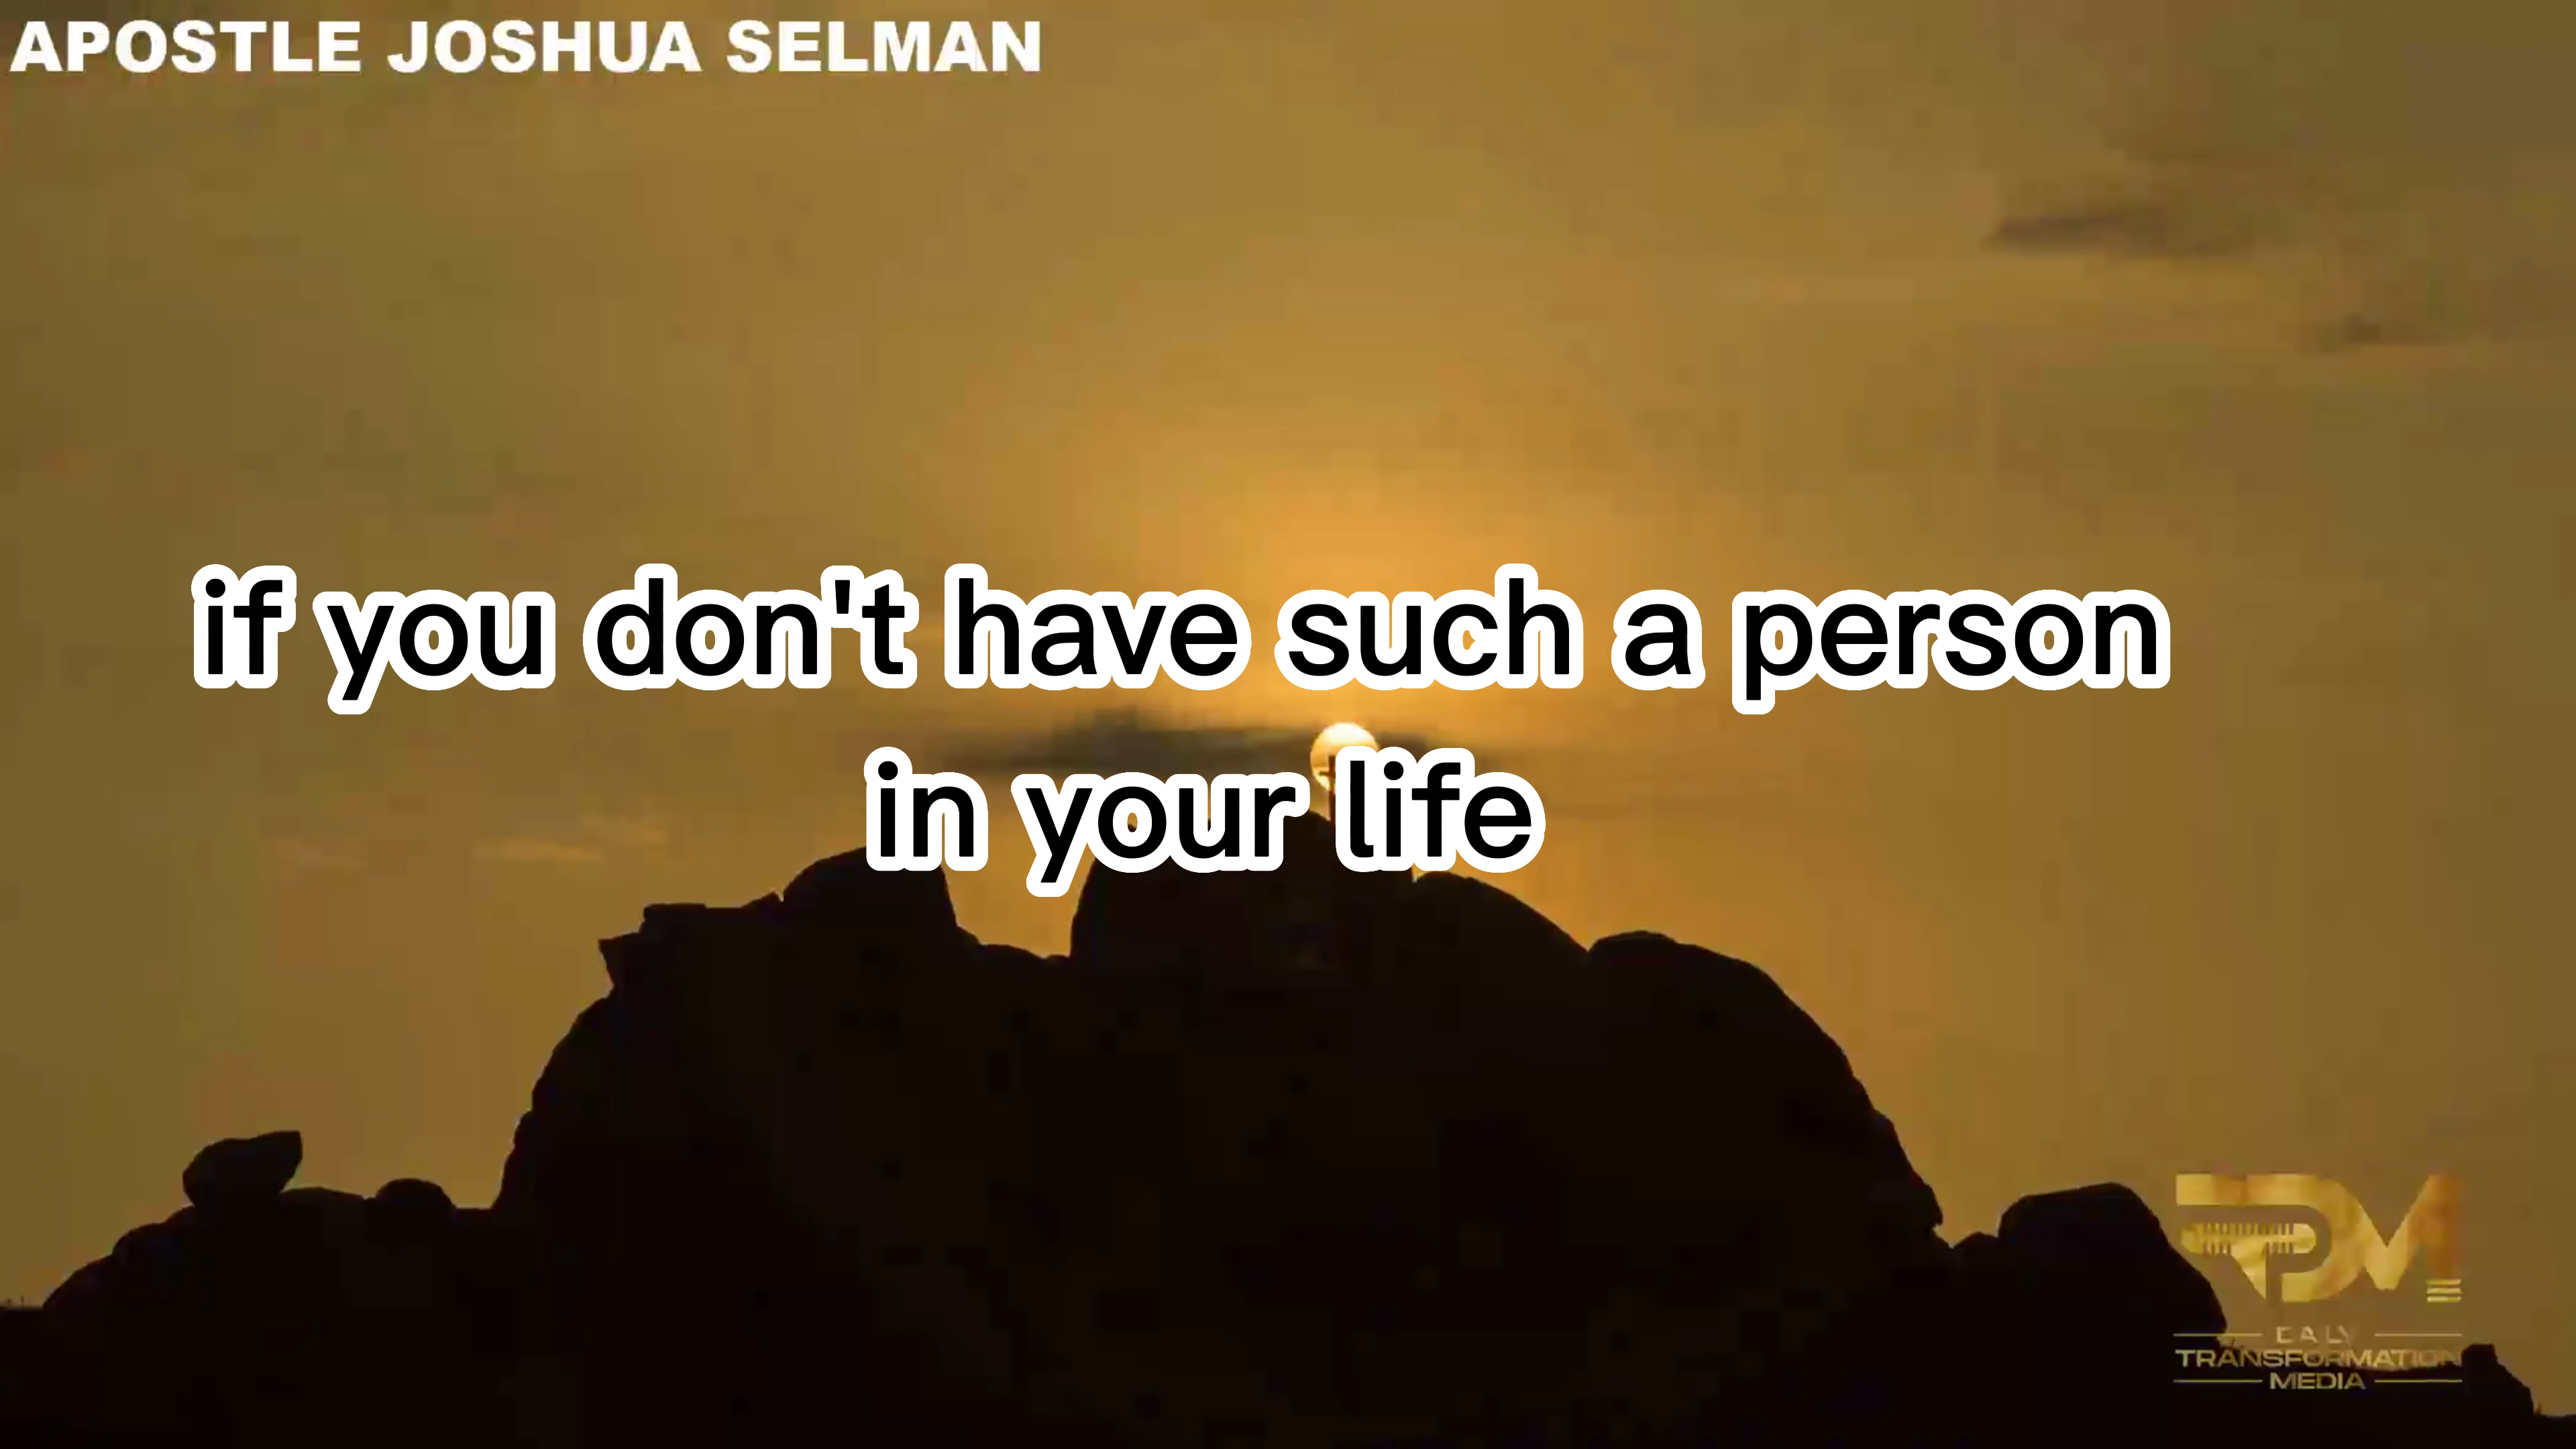 APOSTLE JOSHUA SELMAN
if you don't have such a person
in your life
TRANSFORMATION
MEDIA